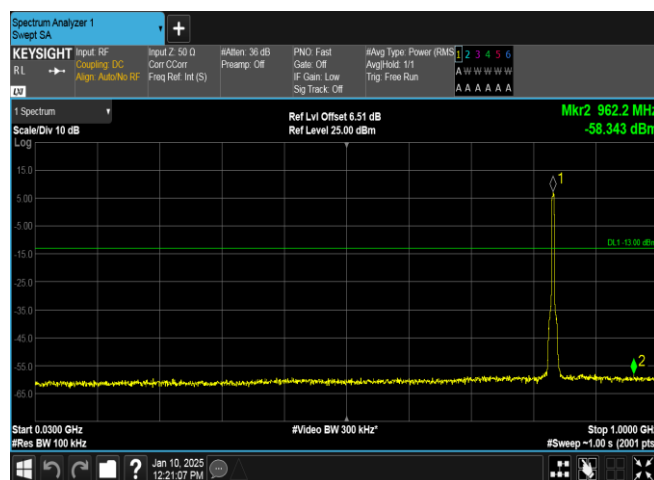 Spectrum Analyzer 1
Swept SA
+
KEYSIGHT Input: RF Input Z: 50 Ω #Atten: 36 dB PNO: Fast #Avg Type: Power (RMS 1 2 3 4 5 6
R L Coupling: DC Corr CCorr Preamp: Off Gate: Off Avg|Hold: 1/1 A W W W W W
Align: Auto/No RF Freq Ref: Int (S) IF Gain: Low Trig: Free Run
LXI Sig Track: Off A A A A A A
1 Spectrum Ref Lvl Offset 6.51 dB Mkr2 962.2 MHz
Scale/Div 10 dB Ref Level 25.00 dBm -58.343 dBm
Log
1
15.0
5.00
-5.00
DL1 -13.00 dBm
-15.0
-25.0
-35.0
-45.0
2
-55.0
-65.0
Start 0.0300 GHz #Video BW 300 kHz* Stop 1.0000 GHz
#Res BW 100 kHz #Sweep ~1.00 s (2001 pts
? Jan 10, 2025
12:21:07 PM